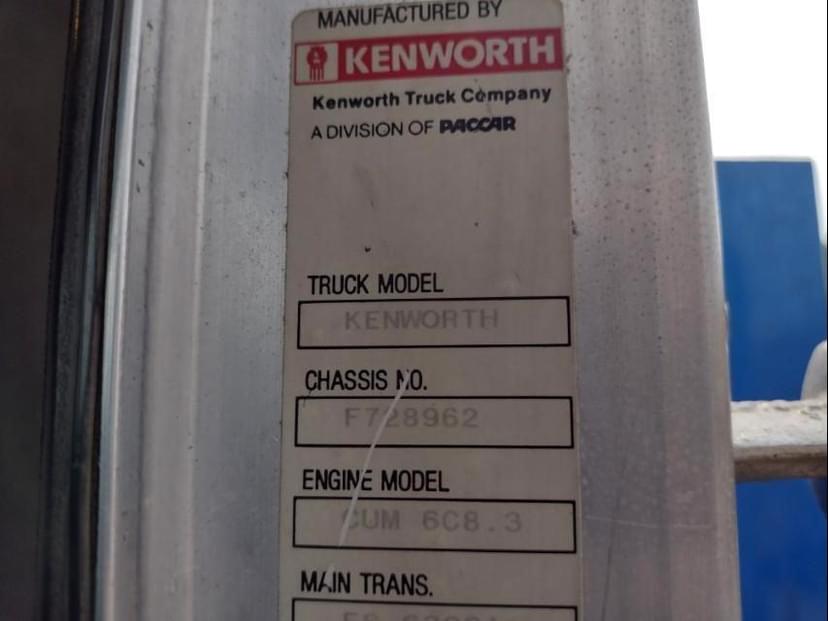 MANUFACTURED BY
KENWORTH
Kenworth Truck Company
A DIVISION OF PACCAR
TRUCK MODEL
KENWORTH
CHASSIS NO.
F728962
ENGINE MODEL
CUM 6C8.3
MAIN TRANS.